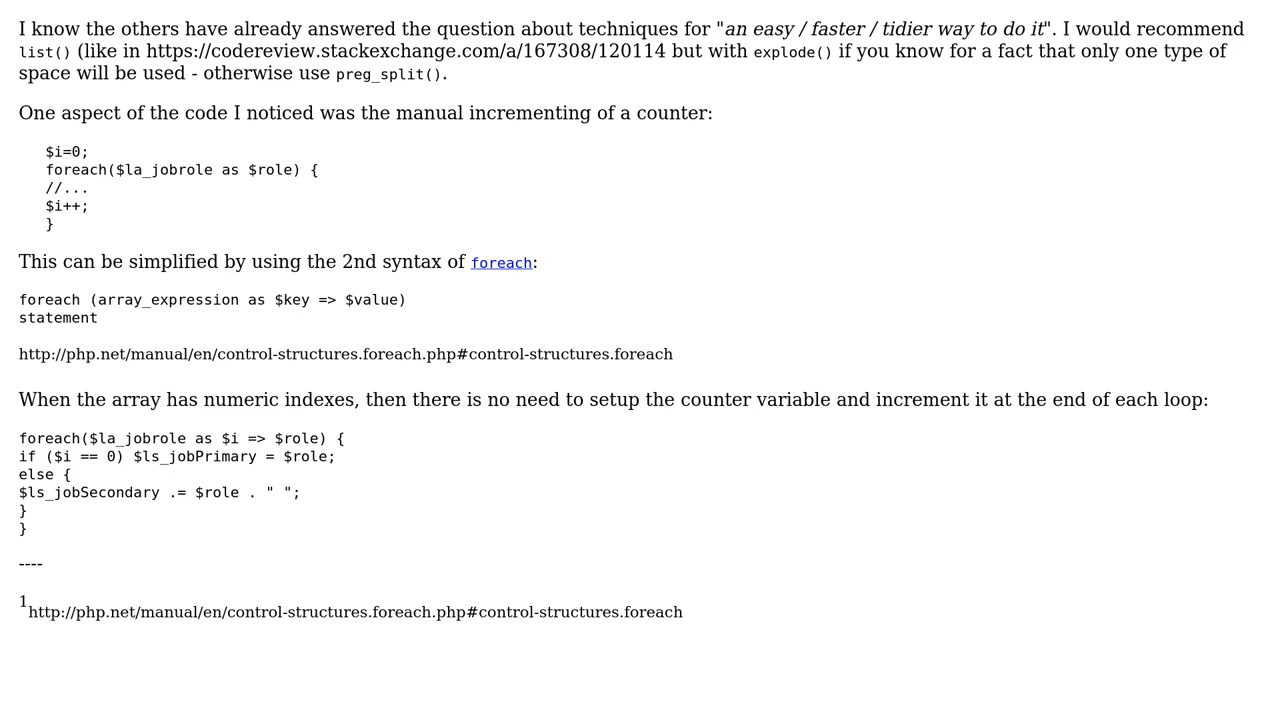 I know the others have already answered the question about techniques for "an easy / faster / tidier way to do it". I would recommend
list() (like in https://codereview.stackexchange.com/a/167308/120114 but with explode() if you know for a fact that only one type of
space will be used - otherwise use preg_split().
One aspect of the code I noticed was the manual incrementing of a counter:
$i=0;
foreach($la_jobrole as $role) {
//...
$i++;
}
This can be simplified by using the 2nd syntax of foreach:
foreach (array_expression as $key => $value)
statement
http://php.net/manual/en/control-structures.foreach.php#control-structures.foreach
When the array has numeric indexes, then there is no need to setup the counter variable and increment it at the end of each loop:
foreach($la_jobrole as $i => $role) {
if ($i == 0) $ls_jobPrimary = $role;
else {
$ls_jobSecondary .= $role . " ";
}
}
----
1http://php.net/manual/en/control-structures.foreach.php#control-structures.foreach